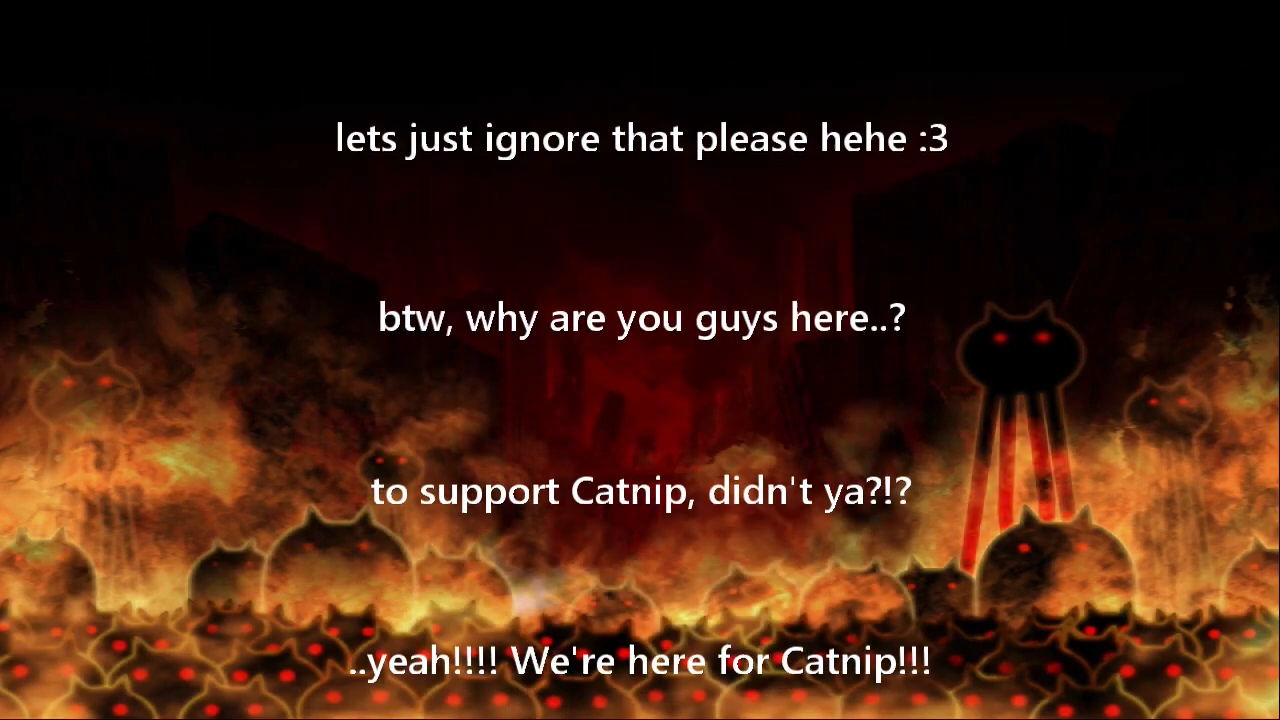 lets just ignore that please hehe :3
btw, why are you guys here..?
to support Catnip, didn't ya?!?
..yeah!!!! We're here for Catnip!!!